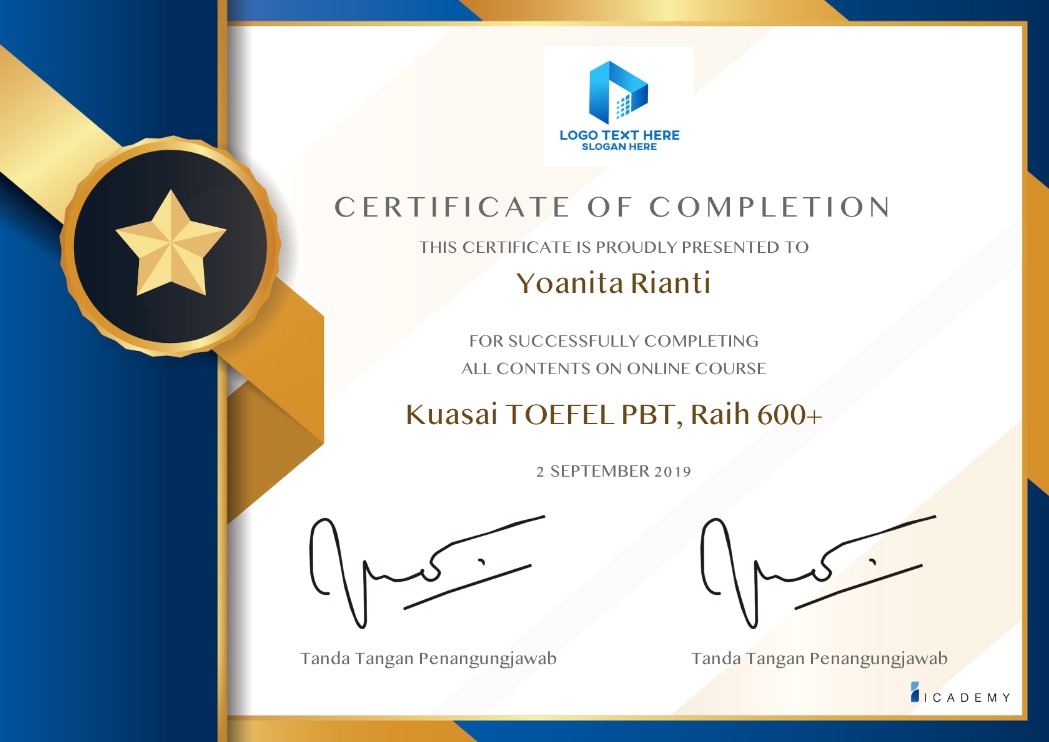 LOGO TEXT HERE
SLOGAN HERE
CERTIFICATE OF COMPLETION
THIS CERTIFICATE IS PROUDLY PRESENTED TO
Yoanita Rianti
FOR SUCCESSFULLY COMPLETING
ALL CONTENTS ON ONLINE COURSE
Kuasai TOEFEL PBT, Raih 600+
2 SEPTEMBER 2019
Tanda Tangan Penangungjawab
Tanda Tangan Penangungjawab
ICADEMY